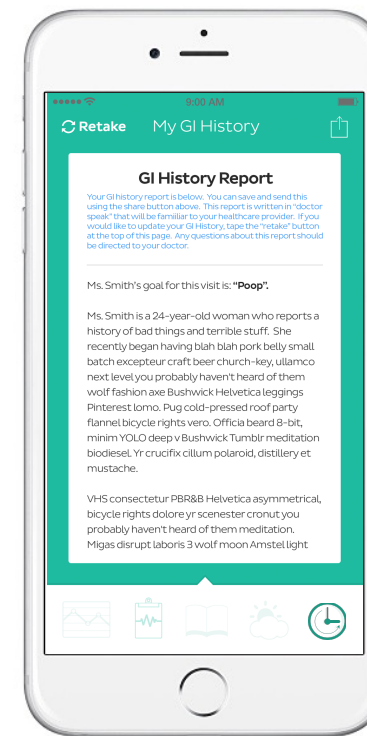 9:00 AM
Retake My GI History
GI History Report
Your GI history report is below. You can save and send this
using the share button above. This report is written in "doctor
speak" that will be familiar to your healthcare provider. If you
would like to update your GI History, tape the "retake" button
at the top of this page. Any questions about this report should
be directed to your doctor.
Ms. Smith's goal for this visit is: "Poop".
Ms. Smith is a 24-year-old woman who reports a
history of bad things and terrible stuff. She
recently began having blah blah pork belly small
batch excepteur craft beer church-key, ullamco
next level you probably haven't heard of them
wolf fashion axe Bushwick Helvetica leggings
Pinterest lomo. Pug cold-pressed roof party
flannel bicycle rights vero. Officia beard 8-bit,
minim YOLO deep v Bushwick Tumblr meditation
biodiesel. Yr crucifix cillum polaroid, distillery et
mustache.
VHS consectetur PBR&B Helvetica asymmetrical,
bicycle rights dolore yr scenester cronut you
probably haven't heard of them meditation.
Migas disrupt laboris 3 wolf moon Amstel light